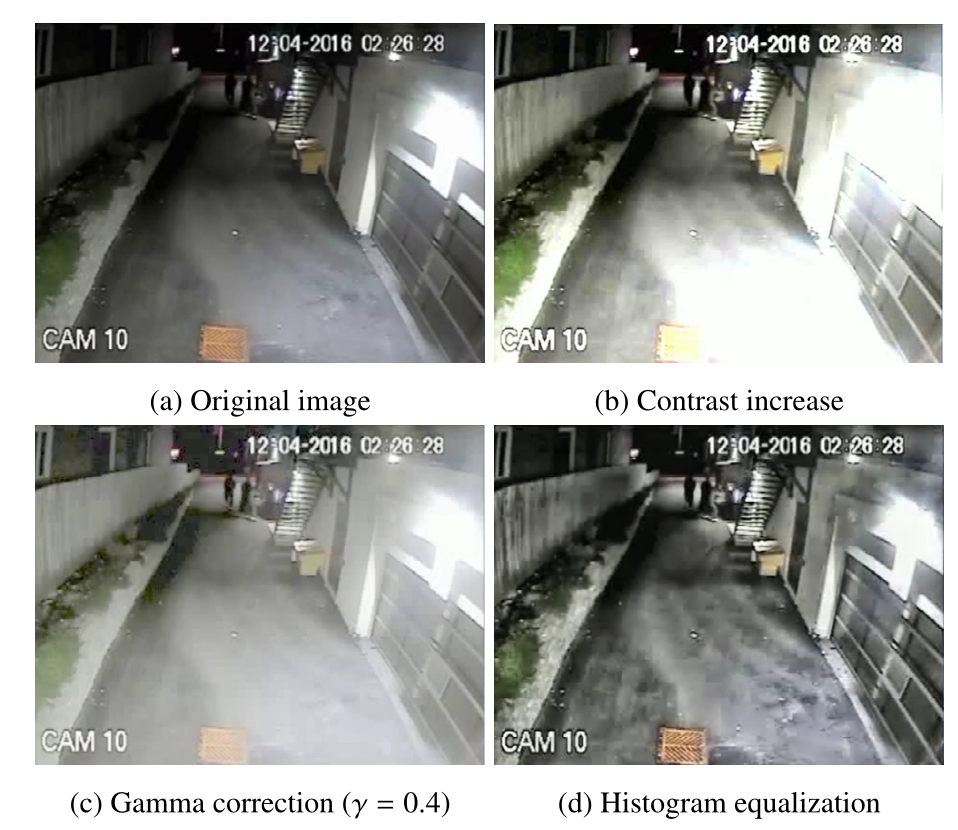 12-04-2016 02:26:28
CAM 10
(a) Original image
12-04-2016 02:26:28
CAM 10
(b) Contrast increase
12-04-2016 02:26:28
CAM 10
(c) Gamma correction (γ = 0.4)
12-04-2016 02:26:28
CAM 10
(d) Histogram equalization